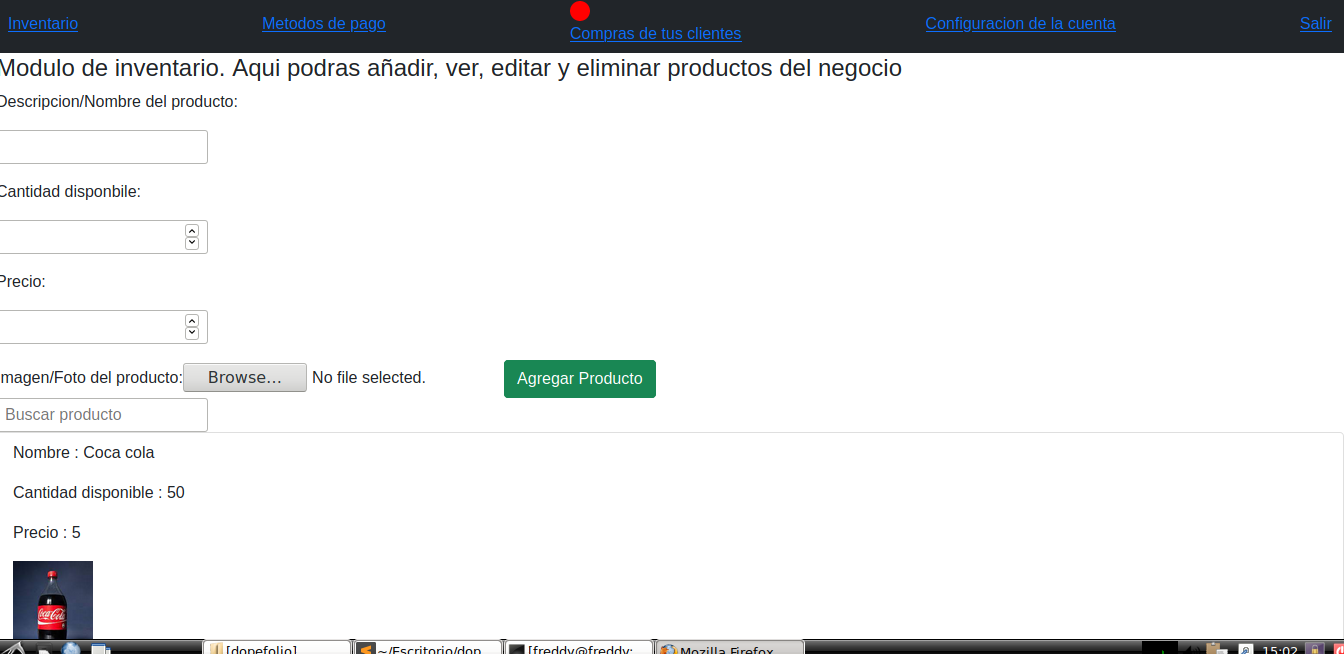 Inventario
Metodos de pago
Compras de tus clientes
Configuracion de la cuenta
Salir
Modulo de inventario. Aqui podras añadir, ver, editar y eliminar productos del negocio
Descripcion/Nombre del producto:
Cantidad disponbile:
Precio:
magen/Foto del producto: Browse... No file selected. Agregar Producto
Buscar producto
Nombre : Coca cola
Cantidad disponible : 50
Precio : 5
Coca-Cola
[dopefolio] ~/Escritorio/dop... [freddy@freddy: ... Mozilla Firefox 15:02